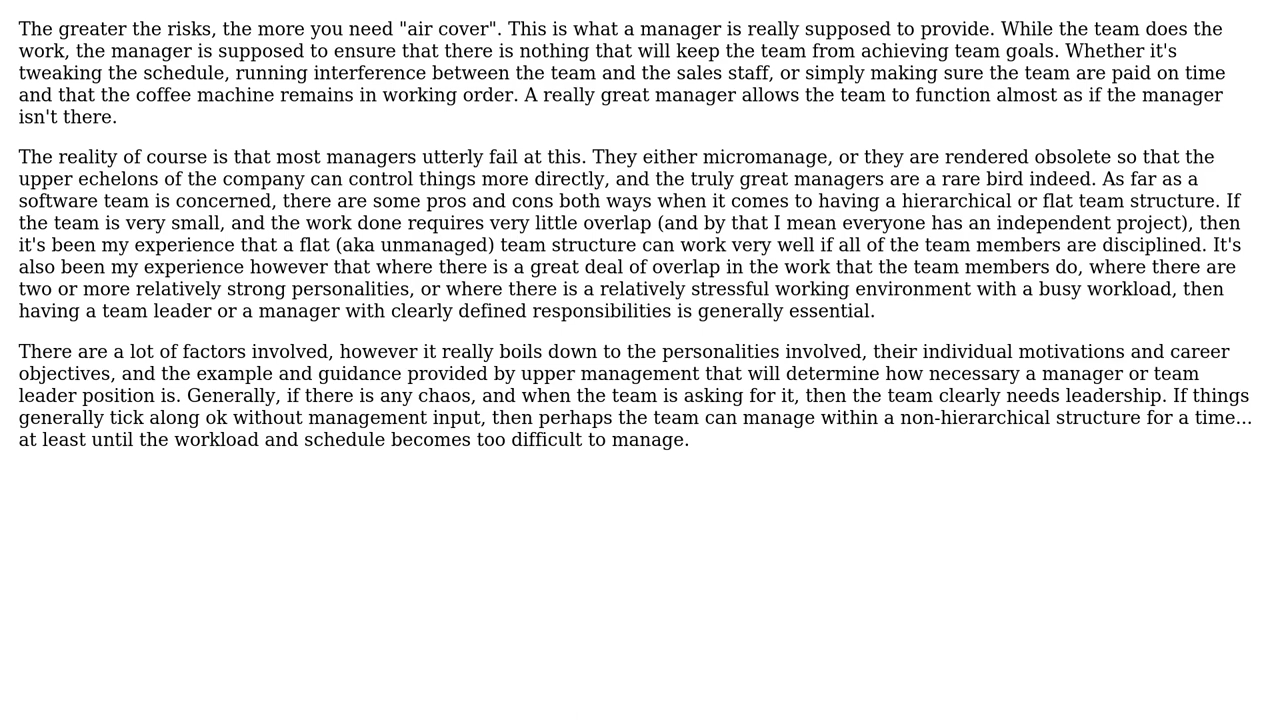 The greater the risks, the more you need "air cover". This is what a manager is really supposed to provide. While the team does the
work, the manager is supposed to ensure that there is nothing that will keep the team from achieving team goals. Whether it's
tweaking the schedule, running interference between the team and the sales staff, or simply making sure the team are paid on time
and that the coffee machine remains in working order. A really great manager allows the team to function almost as if the manager
isn't there.
The reality of course is that most managers utterly fail at this. They either micromanage, or they are rendered obsolete so that the
upper echelons of the company can control things more directly, and the truly great managers are a rare bird indeed. As far as a
software team is concerned, there are some pros and cons both ways when it comes to having a hierarchical or flat team structure. If
the team is very small, and the work done requires very little overlap (and by that I mean everyone has an independent project), then
it's been my experience that a flat (aka unmanaged) team structure can work very well if all of the team members are disciplined. It's
also been my experience however that where there is a great deal of overlap in the work that the team members do, where there are
two or more relatively strong personalities, or where there is a relatively stressful working environment with a busy workload, then
having a team leader or a manager with clearly defined responsibilities is generally essential.
There are a lot of factors involved, however it really boils down to the personalities involved, their individual motivations and career
objectives, and the example and guidance provided by upper management that will determine how necessary a manager or team
leader position is. Generally, if there is any chaos, and when the team is asking for it, then the team clearly needs leadership. If things
generally tick along ok without management input, then perhaps the team can manage within a non-hierarchical structure for a time...
at least until the workload and schedule becomes too difficult to manage.